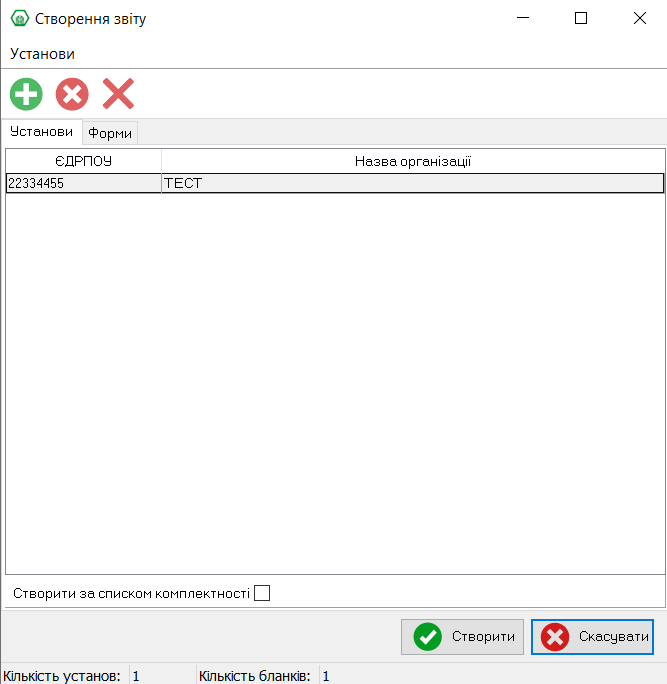 Створення звіту
Установи
Установи Форми
ЄДРПОУ Назва організації
22334455 ТЕСТ
Створити за списком комплектності
Створити Скасувати
Кількість установ: 1 Кількість бланків: 1